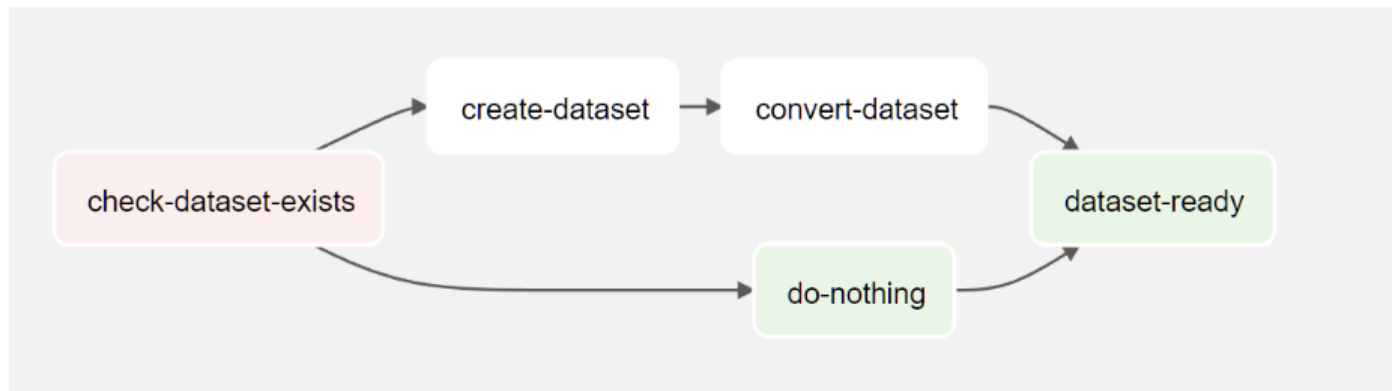 create-dataset
convert-dataset
check-dataset-exists
dataset-ready
do-nothing